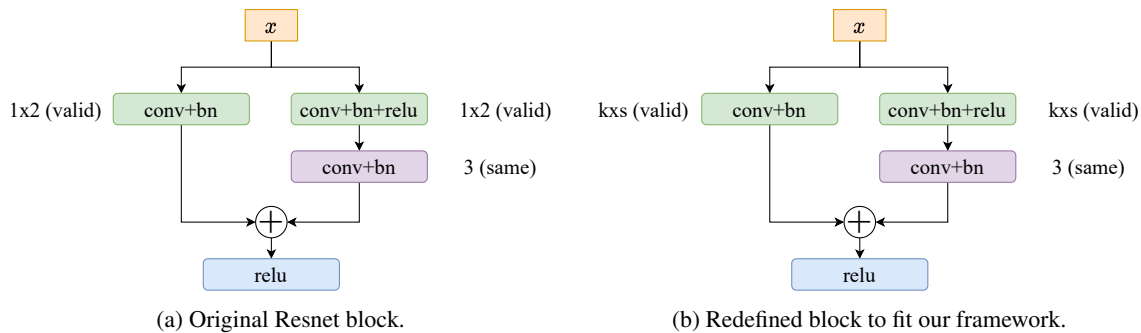 x
x
1x2 (valid) conv+bn conv+bn+relu 1x2 (valid)
kxs (valid) conv+bn conv+bn+relu kxs (valid)
conv+bn 3 (same)
conv+bn 3 (same)
relu
relu
(a) Original Resnet block.
(b) Redefined block to fit our framework.